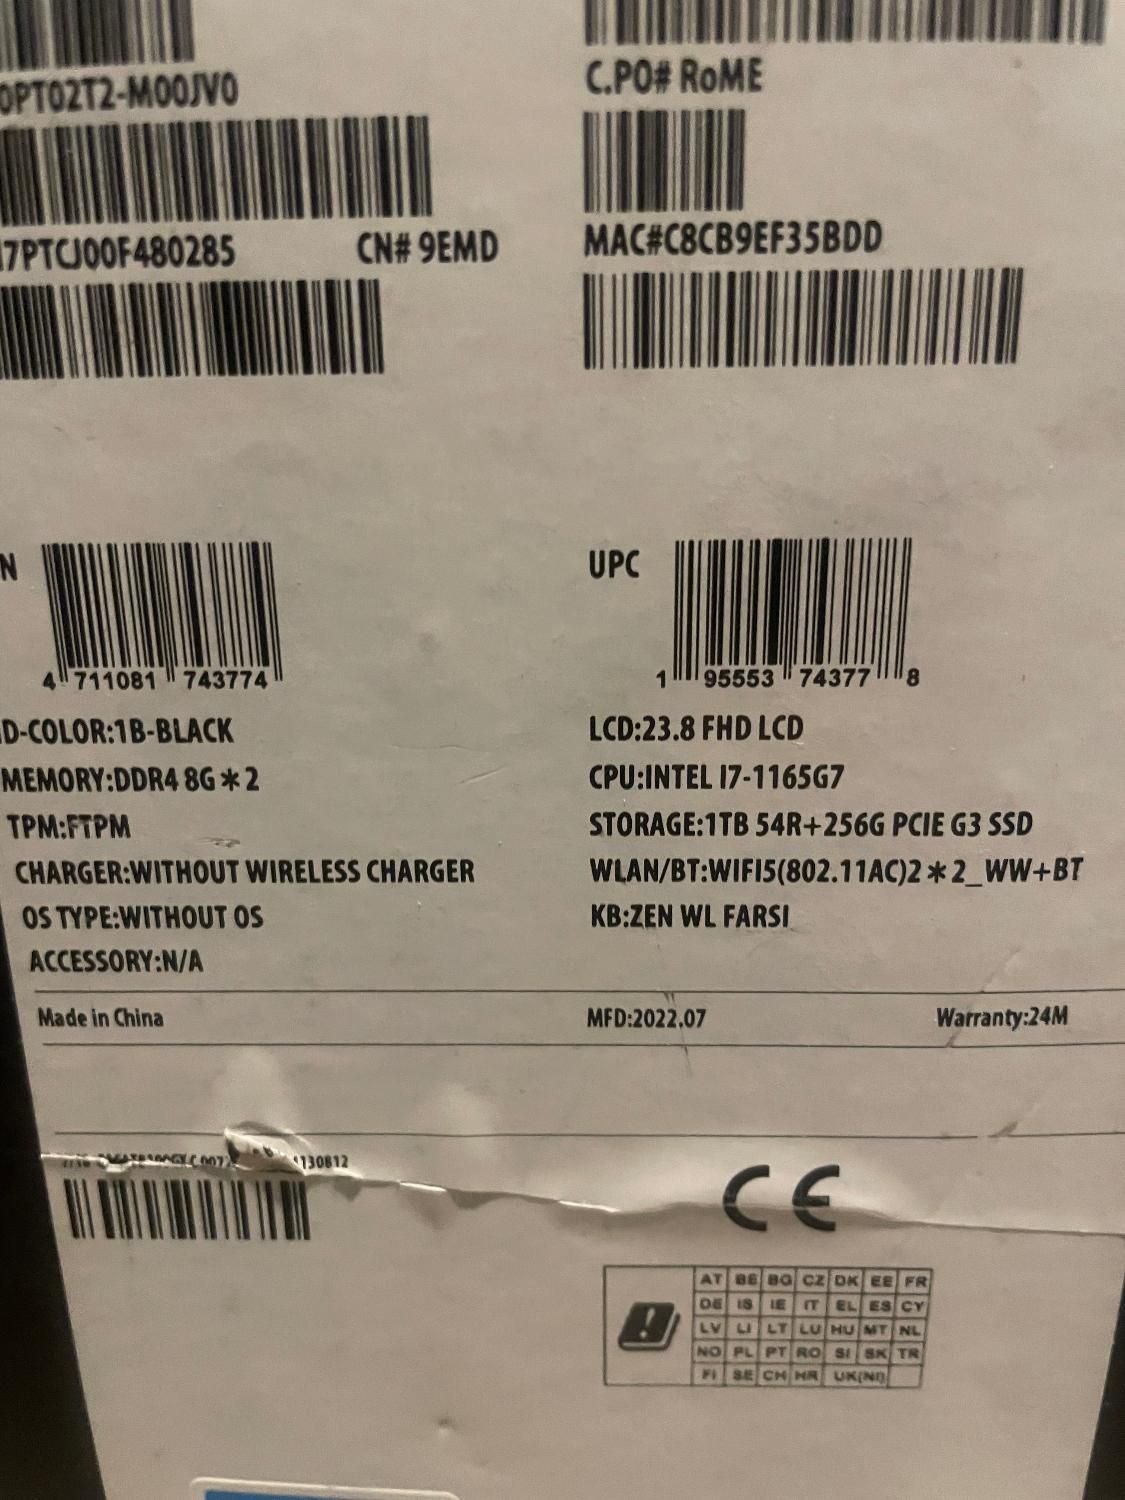 0PT02T2-M00JV0
C.PO# RoME
7PTCJ00F480285 CN# 9EMD
MAC#C8CB9EF35BDD
N
4 711081 743774
UPC
1 95553 74377 8
D-COLOR:1B-BLACK
LCD:23.8 FHD LCD
MEMORY:DDR4 8G*2
CPU:INTEL I7-1165G7
TPM:FTPM
STORAGE:1TB 54R+256G PCIE G3 SSD
CHARGER:WITHOUT WIRELESS CHARGER
WLAN/BT:WIFI5(802.11AC)2*2_WW+BT
OS TYPE:WITHOUT OS
KB:ZEN WL FARSI
ACCESSORY:N/A
Made in China MFD:2022.07 Warranty:24M
130812
CE
AT BE BG CZ DK EE FR
DE IS IE IT EL ES CY
LV LI LT LU HU MT NL
NO PL PT RO SI SK TR
FI SE CH HR UK(NI)